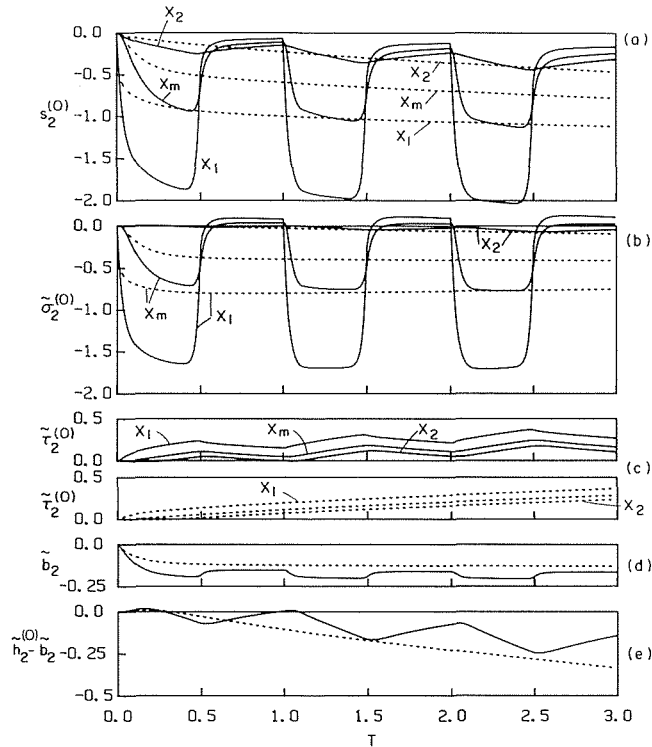 -0.0
X2
(a)
-0.5
X2
Xm
Xm
s2(0)
-1.0
X1
X1
-1.5
-2.0
0.0
X2
(b)
-0.5
Xm
X1
σ̃2(0)
-1.0
-1.5
-2.0
0.5
τ̃2(0)
X1
Xm
X2
0.0
(c)
0.5
τ̃2(0)
X1
0.0
X2
0.0
b̃2
(d)
-0.25
0.0
h̃2(0)-b̃2
-0.25
(e)
-0.5
0.0 0.5 1.0 1.5 2.0 2.5 3.0
T